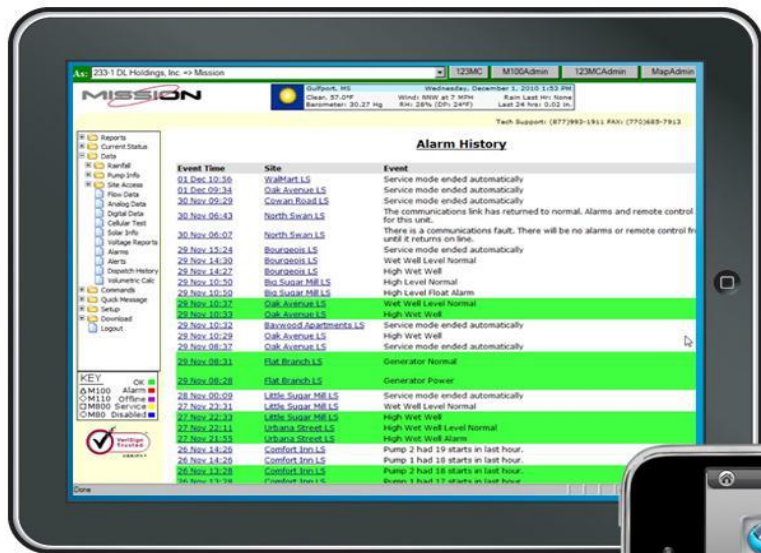 As: 233-1 DL Holdings, Inc => Mission 123MC M100Admin 123MCAdmin MapAdmin
MISSION
Gulfport, MS Wednesday, December 1, 2010 1:53 PM
Clear, 57.0°F Wind: NNW at 7 MPH Rain Last Hr: None
Barometer: 30.27 Hg RH: 28% (DP: 24°F) Last 24 hrs: 0.02 in.
Tech Support: (877)993-1911 FAX: (770)685-7913
Reports
Current Status
Data
Rainfall
Pump Info
Site Access
Flow Data
Analog Data
Digital Data
Cellular Test
Solar Info
Voltage Reports
Alarms
Alerts
Dispatch History
Volumetric Calc
Commands
Quick Message
Setup
Download
Logout
KEY OK
M100 Alarm
M110 Offline
M800 Service
M80 Disabled
VeriSign
Trusted
VERIFY
Alarm History
Event Time Site Event
01 Dec 10:56 WalMart LS Service mode ended automatically
01 Dec 09:34 Oak Avenue LS Service mode ended automatically
30 Nov 09:29 Cowan Road LS Service mode ended automatically
30 Nov 06:43 North Swan LS The communications link has returned to normal. Alarms and remote control
for this unit.
30 Nov 06:07 North Swan LS There is a communications fault. There will be no alarms or remote control
until it returns on line.
29 Nov 15:24 Bourgeois LS Service mode ended automatically
29 Nov 14:30 Bourgeois LS Wet Well Level Normal
29 Nov 14:27 Bourgeois LS High Wet Well
29 Nov 10:50 Big Sugar Mill LS High Level Normal
29 Nov 10:50 Big Sugar Mill LS High Level Float Alarm
29 Nov 10:37 Oak Avenue LS Wet Well Level Normal
29 Nov 10:33 Oak Avenue LS High Wet Well
29 Nov 10:32 Baywood Apartments LS Service mode ended automatically
29 Nov 10:29 Oak Avenue LS High Wet Well
29 Nov 08:37 Oak Avenue LS Service mode ended automatically
29 Nov 08:31 Flat Branch LS Generator Normal
29 Nov 08:28 Flat Branch LS Generator Power
28 Nov 00:09 Little Sugar Mill LS Service mode ended automatically
27 Nov 23:31 Little Sugar Mill LS Wet Well Level Normal
27 Nov 22:33 Little Sugar Mill LS High Wet Well
27 Nov 22:11 Urbana Street LS High Wet Well Level Normal
27 Nov 21:55 Urbana Street LS High Wet Well Alarm
26 Nov 14:26 Comfort Inn LS Pump 2 had 19 starts in last hour.
26 Nov 14:26 Comfort Inn LS Pump 1 had 18 starts in last hour.
26 Nov 13:28 Comfort Inn LS Pump 2 had 18 starts in last hour.
26 Nov 13:28 Comfort Inn LS Pump 1 had 17 starts in last hour.
Done